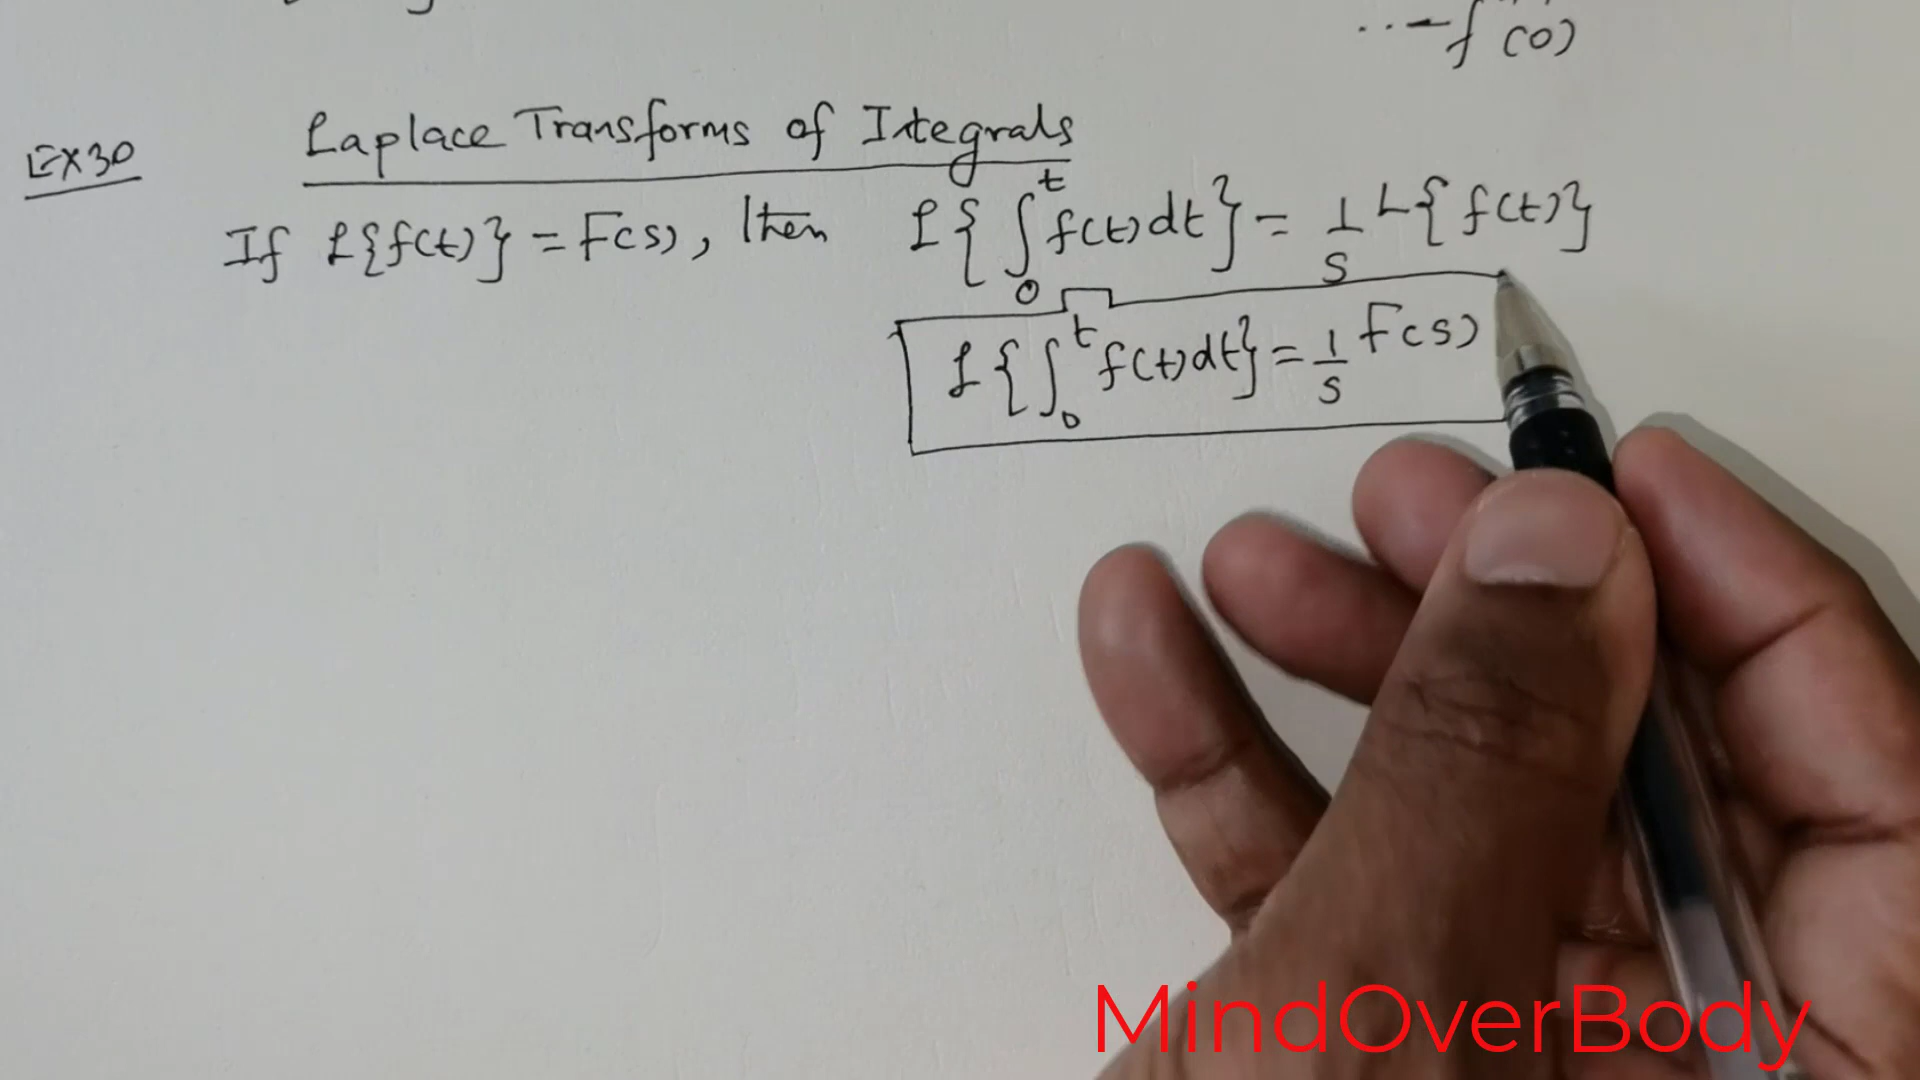 ...-f (0)
Laplace Transforms of Integrals
EX30
If L{f(t)} = F(s), then L{∫₀ᵗ f(t)dt} = 1/s L{f(t)}
L{∫₀ᵗ f(t)dt} = 1/s F(s)
MindOverBody